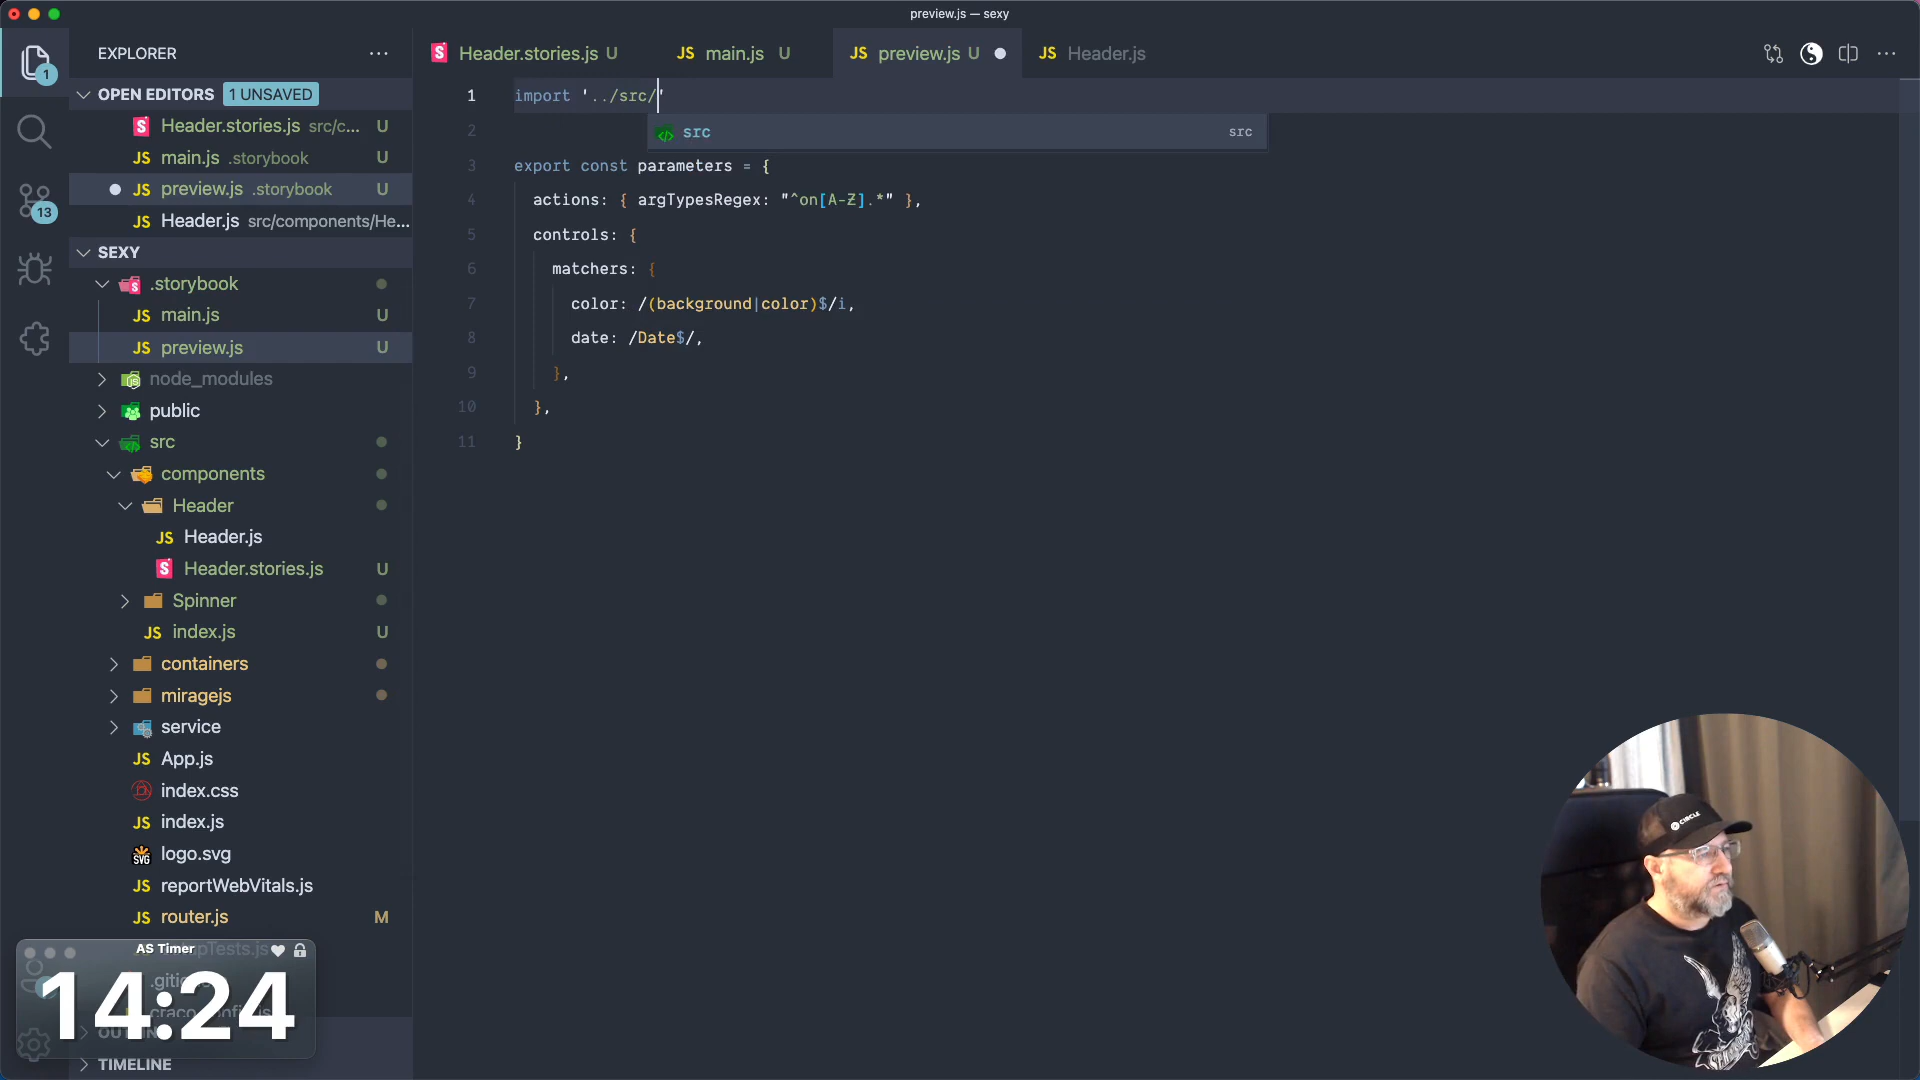 preview.js — sexy
EXPLORER
Header.stories.js U
main.js U
preview.js U
Header.js
1
OPEN EDITORS 1 UNSAVED
Header.stories.js src/c... U
main.js .storybook U
preview.js .storybook U
Header.js src/components/He...
13
SEXY
.storybook
main.js U
preview.js U
node_modules
public
src
components
Header
Header.js
Header.stories.js U
Spinner
index.js U
containers
miragejs
service
App.js
index.css
index.js
logo.svg
reportWebVitals.js
router.js M
TIMELINE
1 import '../src/'
src src
2
3 export const parameters = {
4 actions: { argTypesRegex: "^on[A-Z].*" },
5 controls: {
6 matchers: {
7 color: /(background|color)$/i,
8 date: /Date$/,
9 },
10 },
11 }
AS Timer
14:24
CIRCLE